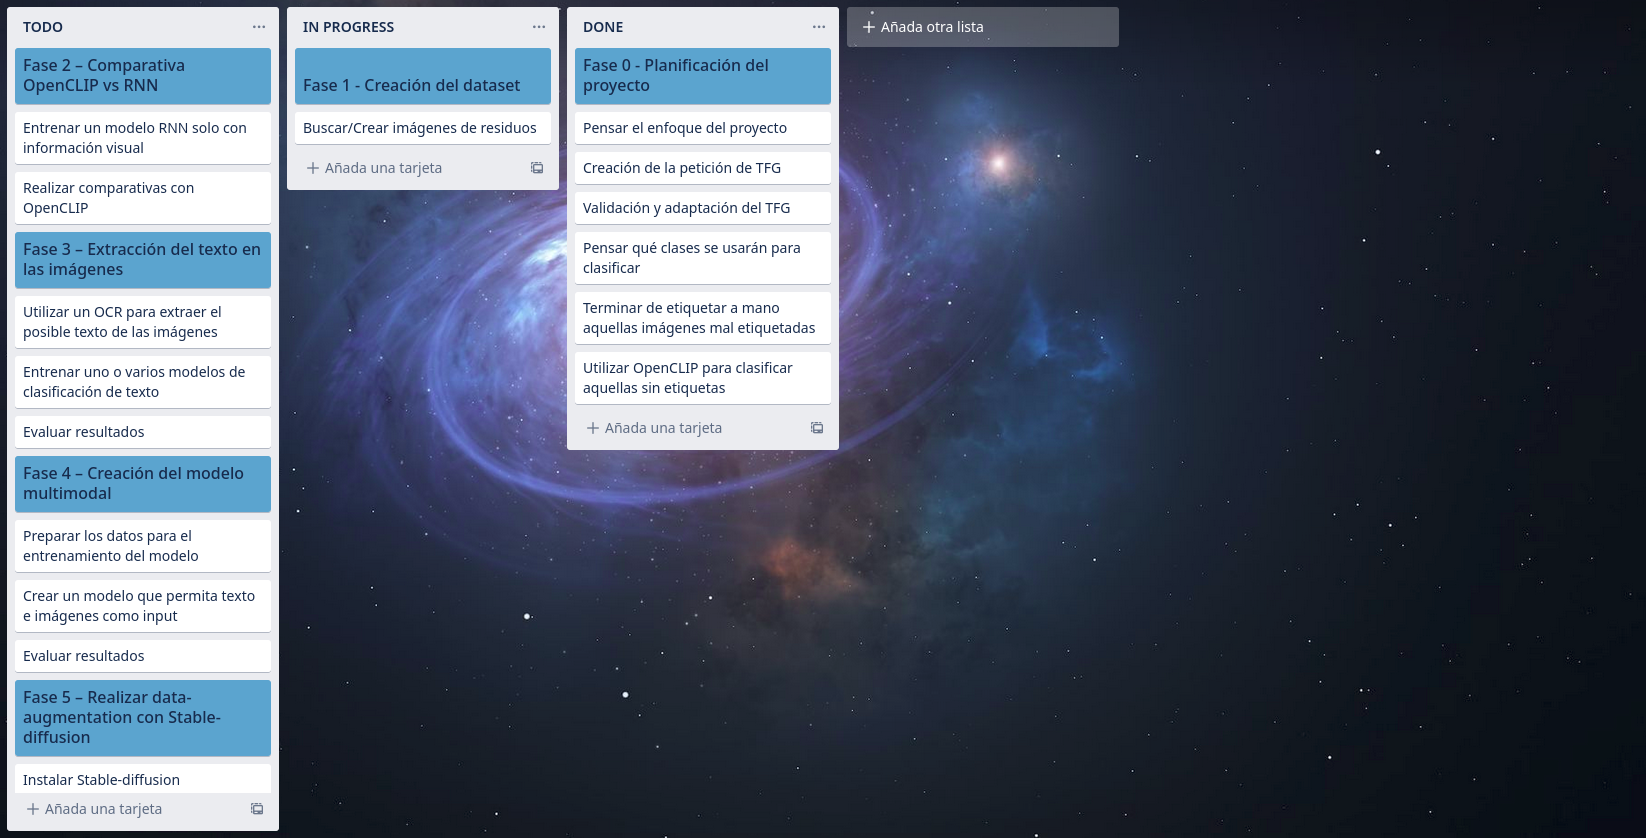 TODO
Fase 2 – Comparativa
OpenCLIP vs RNN
Entrenar un modelo RNN solo con
información visual
Realizar comparativas con
OpenCLIP
Fase 3 – Extracción del texto en
las imágenes
Utilizar un OCR para extraer el
posible texto de las imágenes
Entrenar uno o varios modelos de
clasificación de texto
Evaluar resultados
Fase 4 – Creación del modelo
multimodal
Preparar los datos para el
entrenamiento del modelo
Crear un modelo que permita texto
e imágenes como input
Evaluar resultados
Fase 5 – Realizar data-
augmentation con Stable-
diffusion
Instalar Stable-diffusion
Añada una tarjeta
IN PROGRESS
Fase 1 - Creación del dataset
Buscar/Crear imágenes de residuos
Añada una tarjeta
DONE
Fase 0 - Planificación del
proyecto
Pensar el enfoque del proyecto
Creación de la petición de TFG
Validación y adaptación del TFG
Pensar qué clases se usarán para
clasificar
Terminar de etiquetar a mano
aquellas imágenes mal etiquetadas
Utilizar OpenCLIP para clasificar
aquellas sin etiquetas
Añada una tarjeta
Añada otra lista